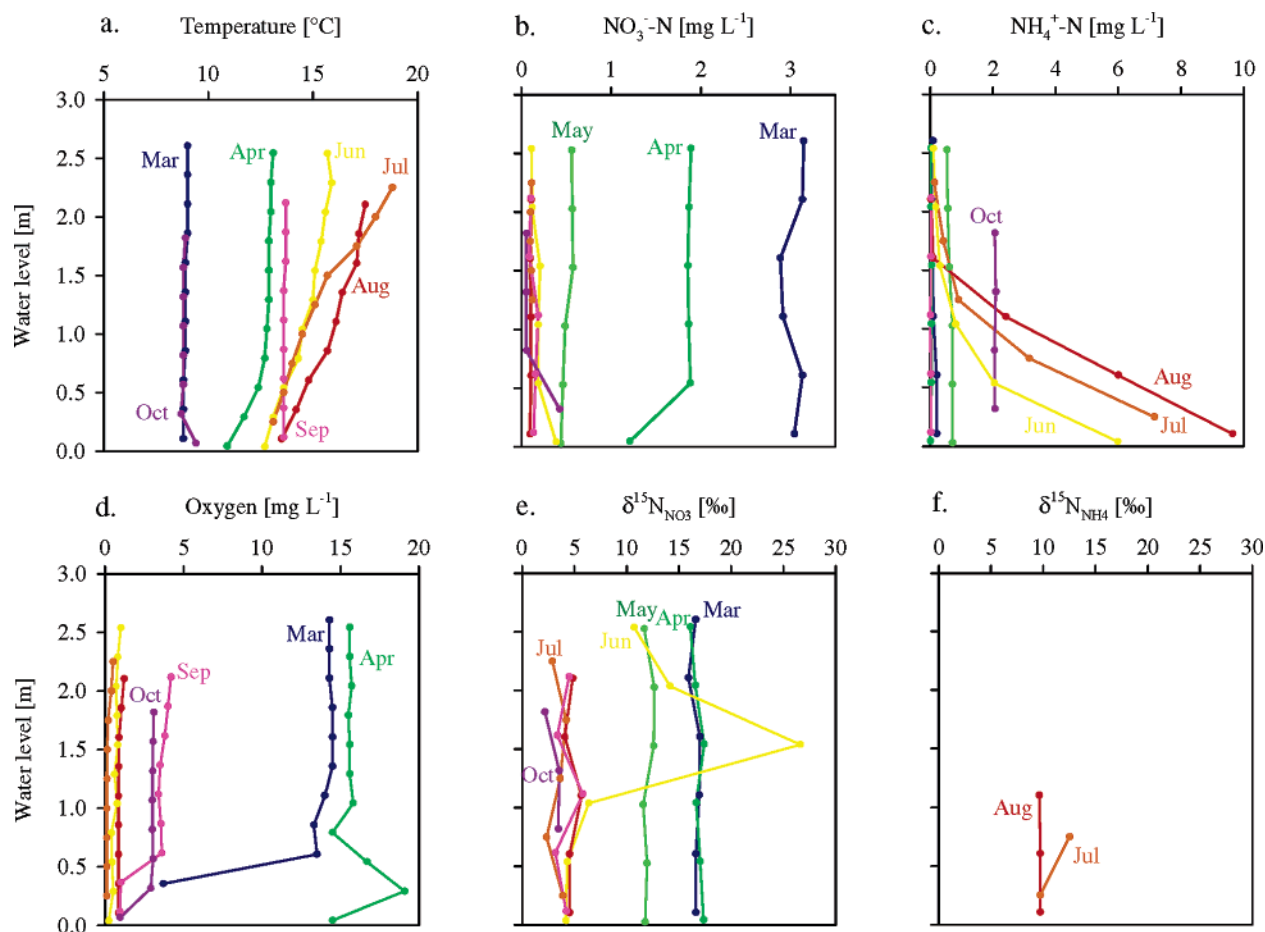 a. Temperature [°C]
5 10 15 20
3.0
2.5
2.0
1.5
1.0
0.5
0.0
Water level [m]
Mar
Apr
Jun
Jul
Aug
Oct
Sep
b. NO3⁻-N [mg L⁻¹]
0 1 2 3
May
Apr
Mar
c. NH4⁺-N [mg L⁻¹]
0 2 4 6 8 10
Oct
Aug
Jun
Jul
d. Oxygen [mg L⁻¹]
0 5 10 15 20
3.0
2.5
2.0
1.5
1.0
0.5
0.0
Water level [m]
Mar
Apr
Sep
Oct
e. δ¹⁵NNO3 [‰]
0 5 10 15 20 25 30
May
Apr
Mar
Jun
Jul
Oct
f. δ¹⁵NNH4 [‰]
0 5 10 15 20 25 30
Aug
Jul